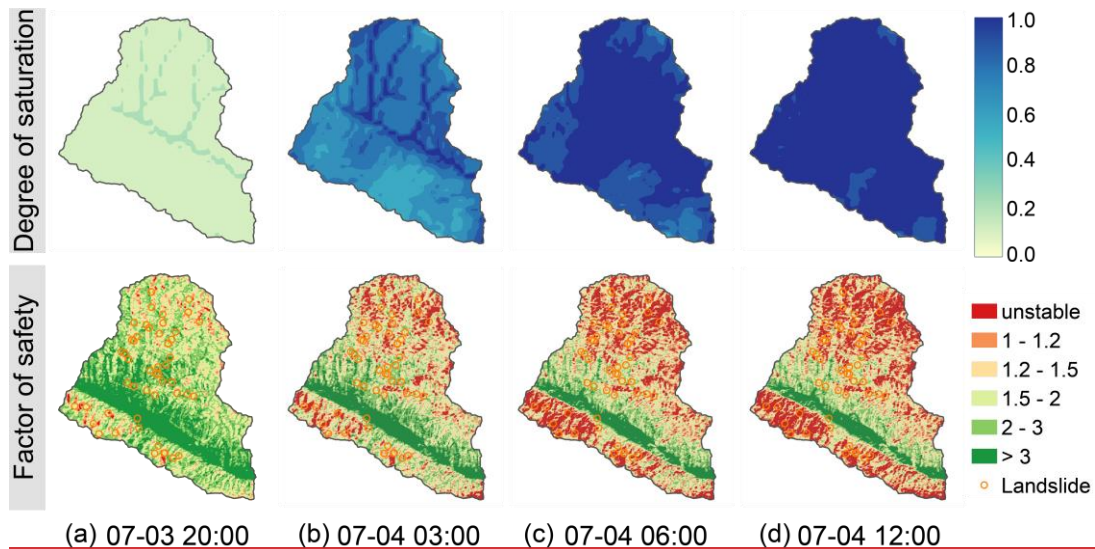 Degree of saturation
1.0
0.8
0.6
0.4
0.2
0.0
Factor of safety
unstable
1 - 1.2
1.2 - 1.5
1.5 - 2
2 - 3
> 3
Landslide
(a) 07-03 20:00
(b) 07-04 03:00
(c) 07-04 06:00
(d) 07-04 12:00